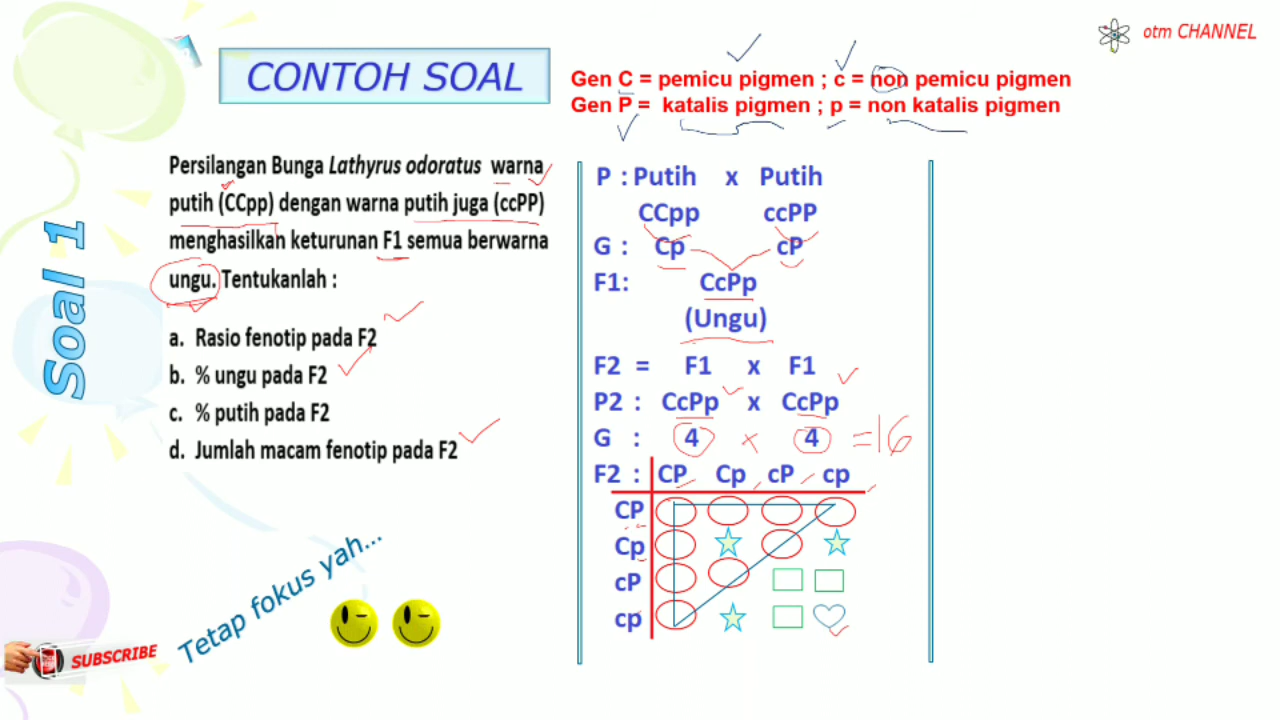 otm CHANNEL
CONTOH SOAL
Gen C = pemicu pigmen ; c = non pemicu pigmen
Gen P = katalis pigmen ; p = non katalis pigmen
Soal 1
Persilangan Bunga Lathyrus odoratus warna
putih (CCpp) dengan warna putih juga (ccPP)
menghasilkan keturunan F1 semua berwarna
ungu. Tentukanlah :
a. Rasio fenotip pada F2
b. % ungu pada F2
c. % putih pada F2
d. Jumlah macam fenotip pada F2
Tetap fokus yah...
SUBSCRIBE
P : Putih x Putih
CCpp ccPP
G : Cp cP
F1: CcPp
(Ungu)
F2 = F1 x F1
P2 : CcPp x CcPp
G : 4 x 4 =16
F2 : CP Cp cP cp
CP
Cp
cP
cp